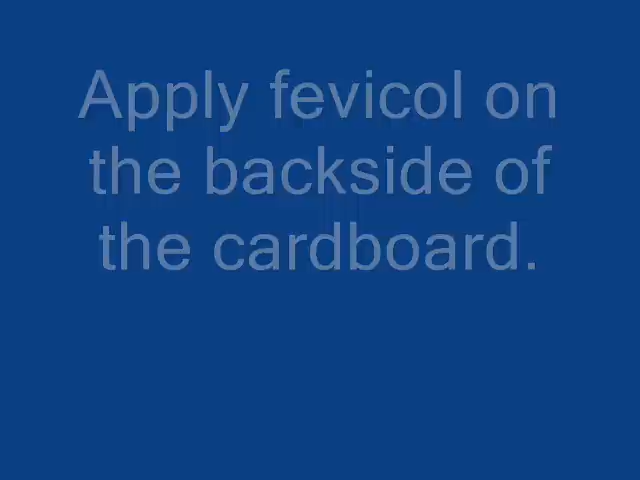 Apply fevicol on
the backside of
the cardboard.